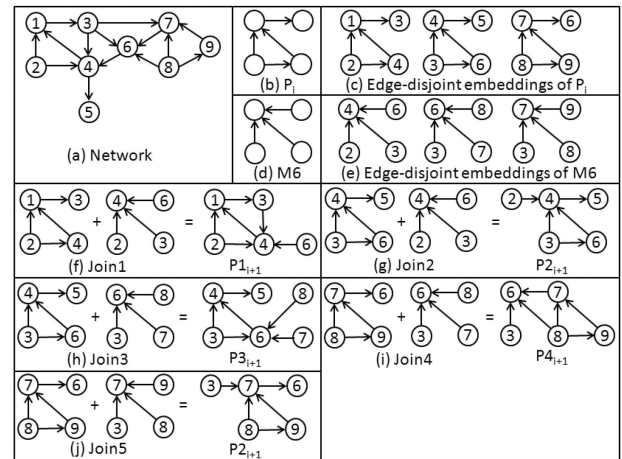 1 3 7
6 9
2 4 8
5
(a) Network
(b) Pi
1 3 4 5 7 6
2 4 3 6 8 9
(c) Edge-disjoint embeddings of Pi
(d) M6
4 6 6 8 7 9
2 3 3 7 3 8
(e) Edge-disjoint embeddings of M6
1 3 4 6 1 3
+ =
2 4 2 3 2 4 6
(f) Join1 P1i+1
4 5 4 6 2 4 5
+ =
3 6 2 3 3 6
(g) Join2 P2i+1
4 5 6 8 4 5 8
+ =
3 6 3 7 3 6 7
(h) Join3 P3i+1
7 6 6 8 6 7
+ =
8 9 3 7 3 8 9
(i) Join4 P4i+1
7 6 7 9 3 7 6
+ =
8 9 3 8 8 9
(j) Join5 P2i+1